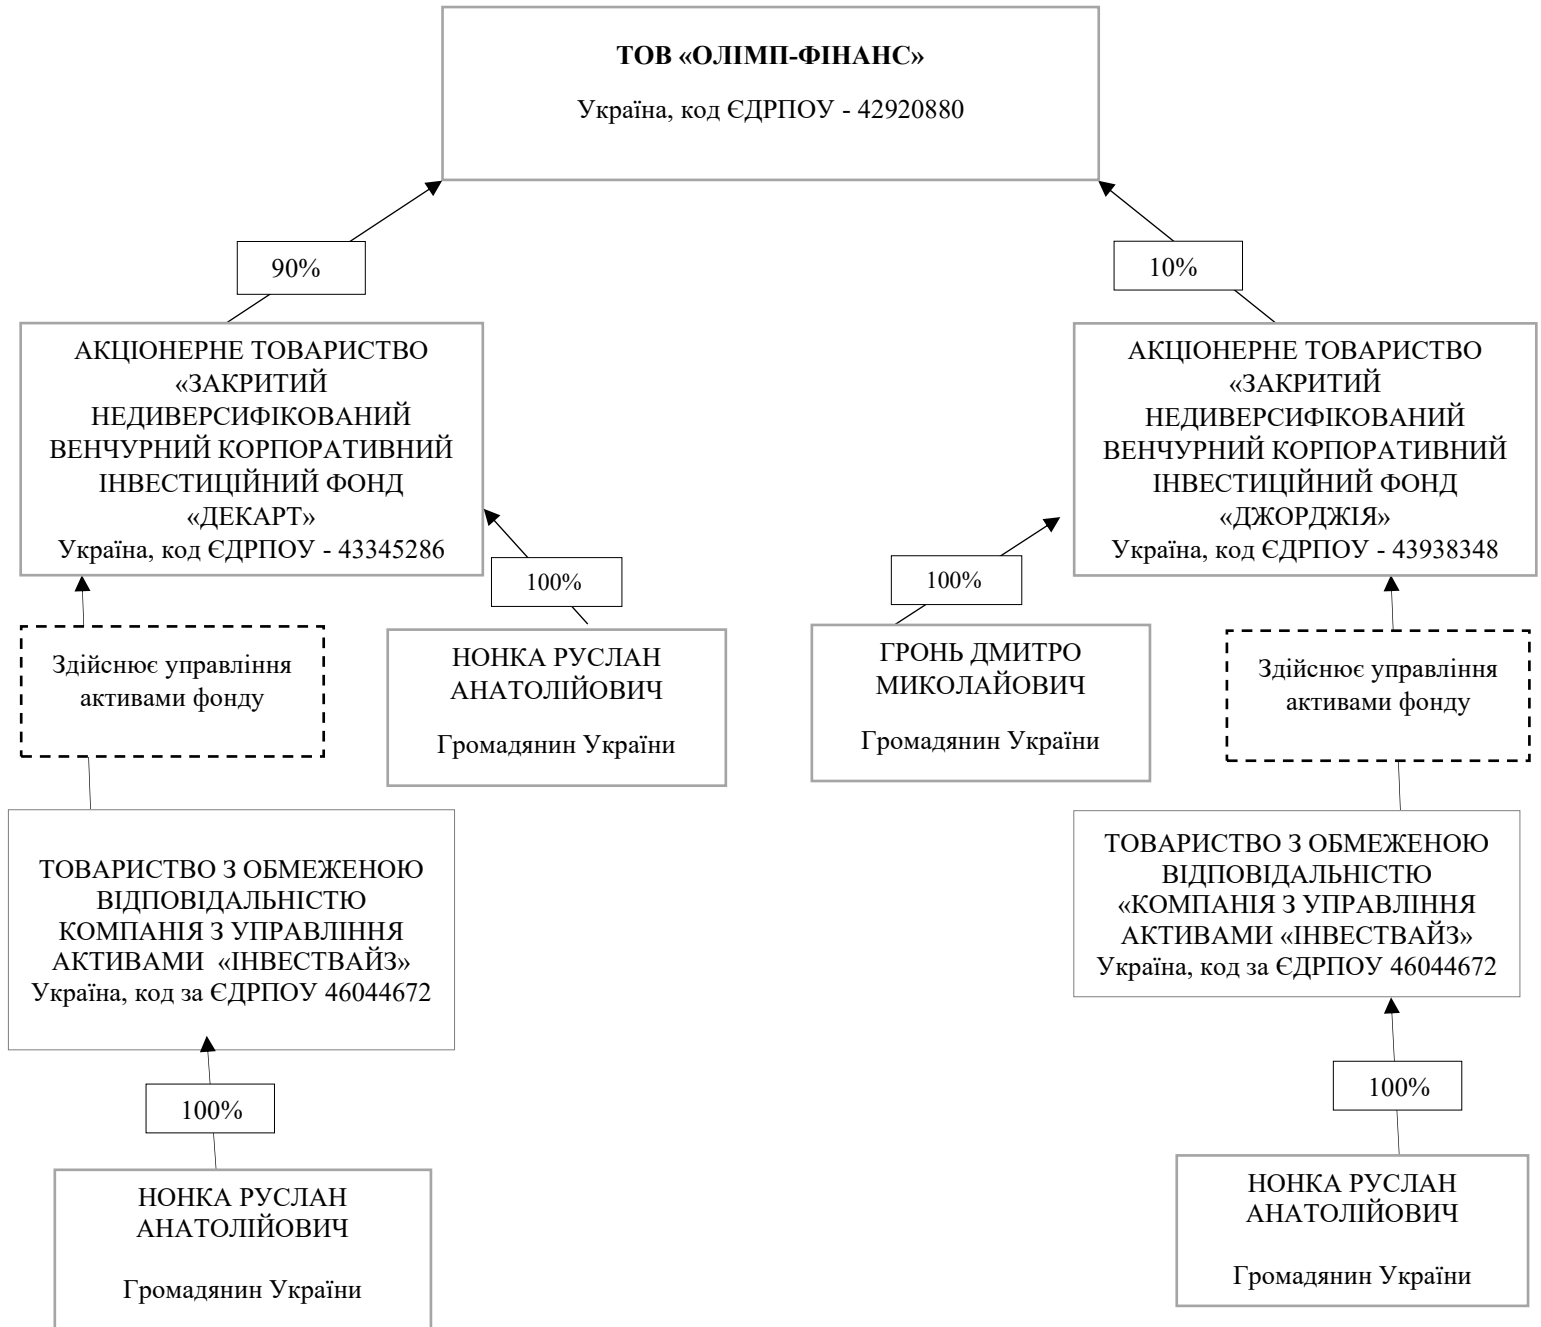 ТОВ «ОЛІМП-ФІНАНС»
Україна, код ЄДРПОУ - 42920880
90%
10%
АКЦІОНЕРНЕ ТОВАРИСТВО
«ЗАКРИТИЙ
НЕДИВЕРСИФІКОВАНИЙ
ВЕНЧУРНИЙ КОРПОРАТИВНИЙ
ІНВЕСТИЦІЙНИЙ ФОНД
«ДЕКАРТ»
Україна, код ЄДРПОУ - 43345286
АКЦІОНЕРНЕ ТОВАРИСТВО
«ЗАКРИТИЙ
НЕДИВЕРСИФІКОВАНИЙ
ВЕНЧУРНИЙ КОРПОРАТИВНИЙ
ІНВЕСТИЦІЙНИЙ ФОНД
«ДЖОРДЖІЯ»
Україна, код ЄДРПОУ - 43938348
100%
100%
Здійснює управління
активами фонду
НОНКА РУСЛАН
АНАТОЛІЙОВИЧ
Громадянин України
ГРОНЬ ДМИТРО
МИКОЛАЙОВИЧ
Громадянин України
Здійснює управління
активами фонду
ТОВАРИСТВО З ОБМЕЖЕНОЮ
ВІДПОВІДАЛЬНІСТЮ
КОМПАНІЯ З УПРАВЛІННЯ
АКТИВАМИ «ІНВЕСТВАЙЗ»
Україна, код за ЄДРПОУ 46044672
ТОВАРИСТВО З ОБМЕЖЕНОЮ
ВІДПОВІДАЛЬНІСТЮ
«КОМПАНІЯ З УПРАВЛІННЯ
АКТИВАМИ «ІНВЕСТВАЙЗ»
Україна, код за ЄДРПОУ 46044672
100%
100%
НОНКА РУСЛАН
АНАТОЛІЙОВИЧ
Громадянин України
НОНКА РУСЛАН
АНАТОЛІЙОВИЧ
Громадянин України